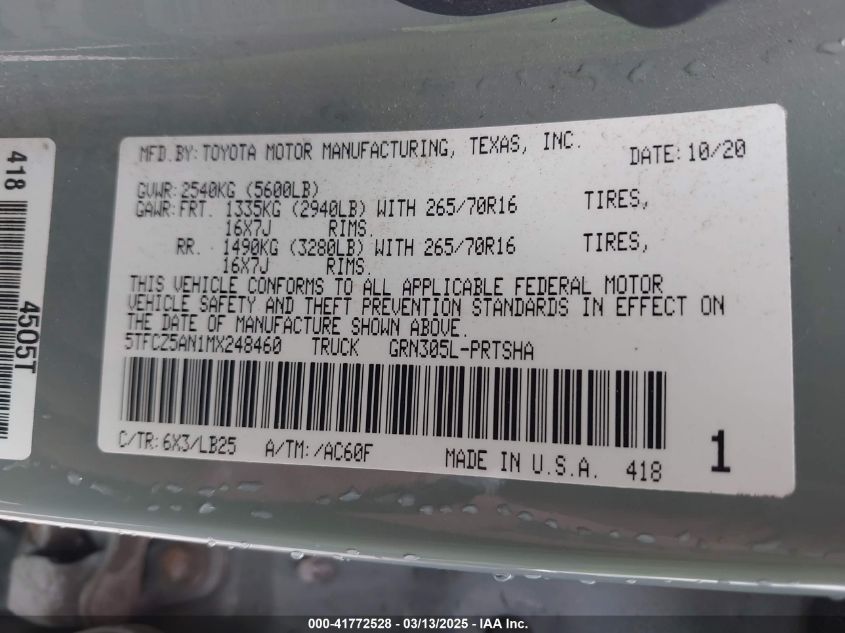 MFD.BY:TOYOTA MOTOR MANUFACTURING, TEXAS, INC. DATE:10/20
GVWR:2540KG (5600LB)
GAWR:FRT. 1335KG (2940LB) WITH 265/70R16 TIRES,
16X7J RIMS.
RR. 1490KG (3280LB) WITH 265/70R16 TIRES,
16X7J RIMS.
THIS VEHICLE CONFORMS TO ALL APPLICABLE FEDERAL MOTOR
VEHICLE SAFETY AND THEFT PREVENTION STANDARDS IN EFFECT ON
THE DATE OF MANUFACTURE SHOWN ABOVE.
5TFCZ5AN1MX248460 TRUCK GRN305L-PRTSHA
C/TR:6X3/LB25 A/TM:/AC60F MADE IN U.S.A. 418 1
418
4505T
000-41772528 - 03/13/2025 - IAA, Inc.